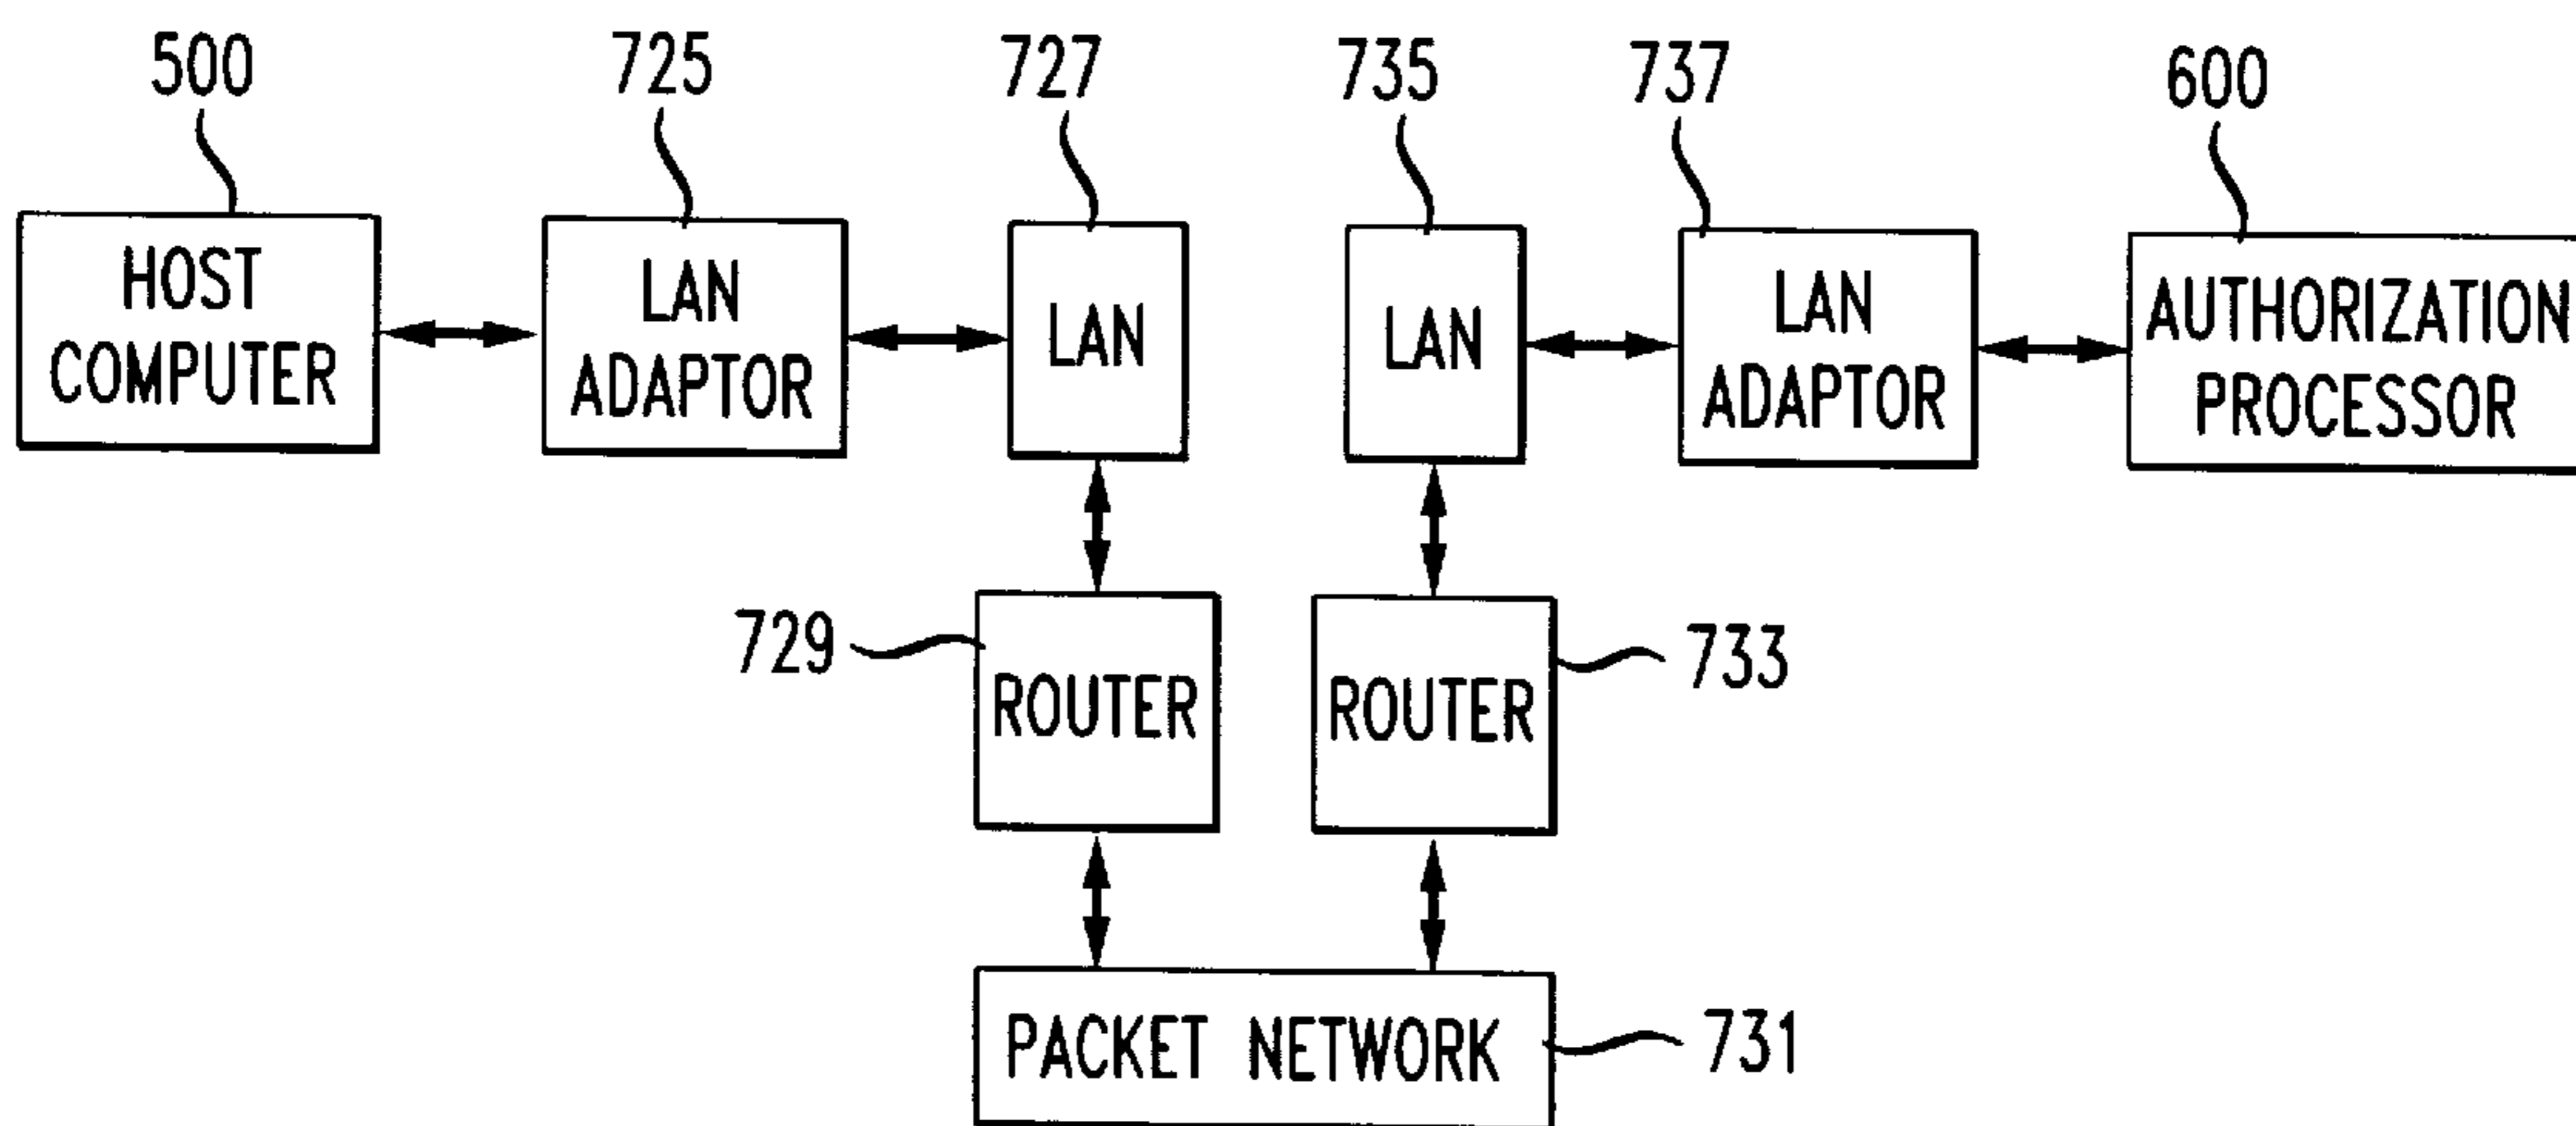 500
725
727
735
737
600
HOST
COMPUTER
LAN
ADAPTOR
LAN
LAN
LAN
ADAPTOR
AUTHORIZATION
PROCESSOR
729
ROUTER
ROUTER
733
PACKET NETWORK
731